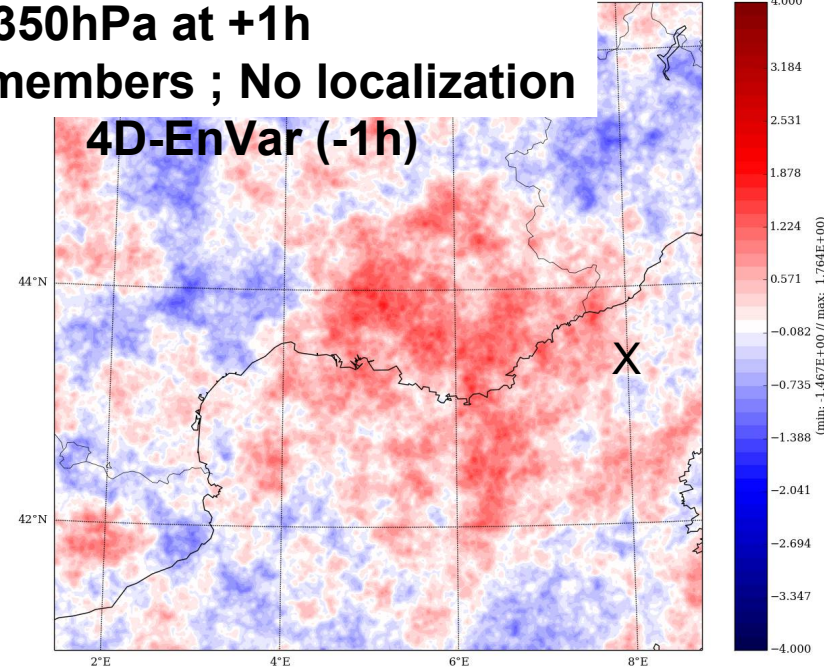 350hPa at +1h
members ; No localization
4D-EnVar (-1h)
4.000
3.184
2.531
1.878
1.224
0.571
−0.082
−0.735
−1.388
−2.041
−2.694
−3.347
−4.000
(min: -1.467E+00 // max: 1.764E+00)
44°N
X
42°N
2°E 4°E 6°E 8°E